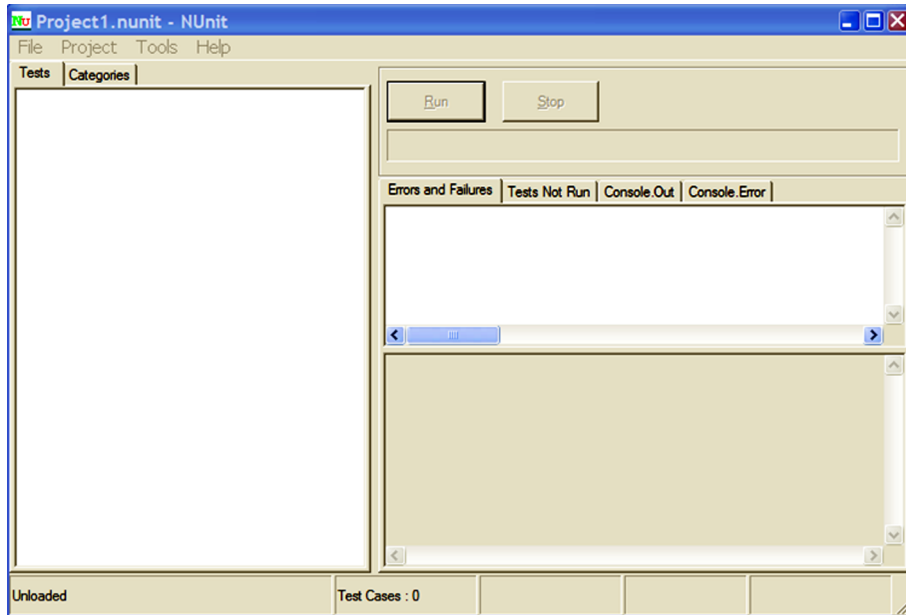 Nu Project1.nunit - NUnit
File Project Tools Help
Tests Categories
Run Stop
Errors and Failures Tests Not Run Console.Out Console.Error
Unloaded Test Cases : 0